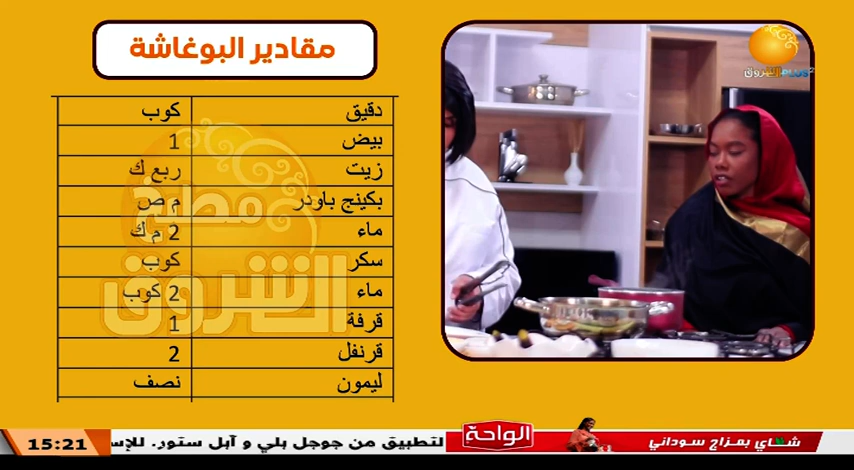 مقادير البوغاشة
الشروق PLUS
دقيق كوب
بيض 1
زيت ربع ك
بكينج باودر م ص
ماء 2 م ك
سكر كوب
ماء 2 كوب
قرفة 1
قرنفل 2
ليمون نصف
مطبخ
الشروق
الواحة
شاي بمزاج سوداني
لتطبيق من جوجل بلي و آبل ستور. للإس
15:21